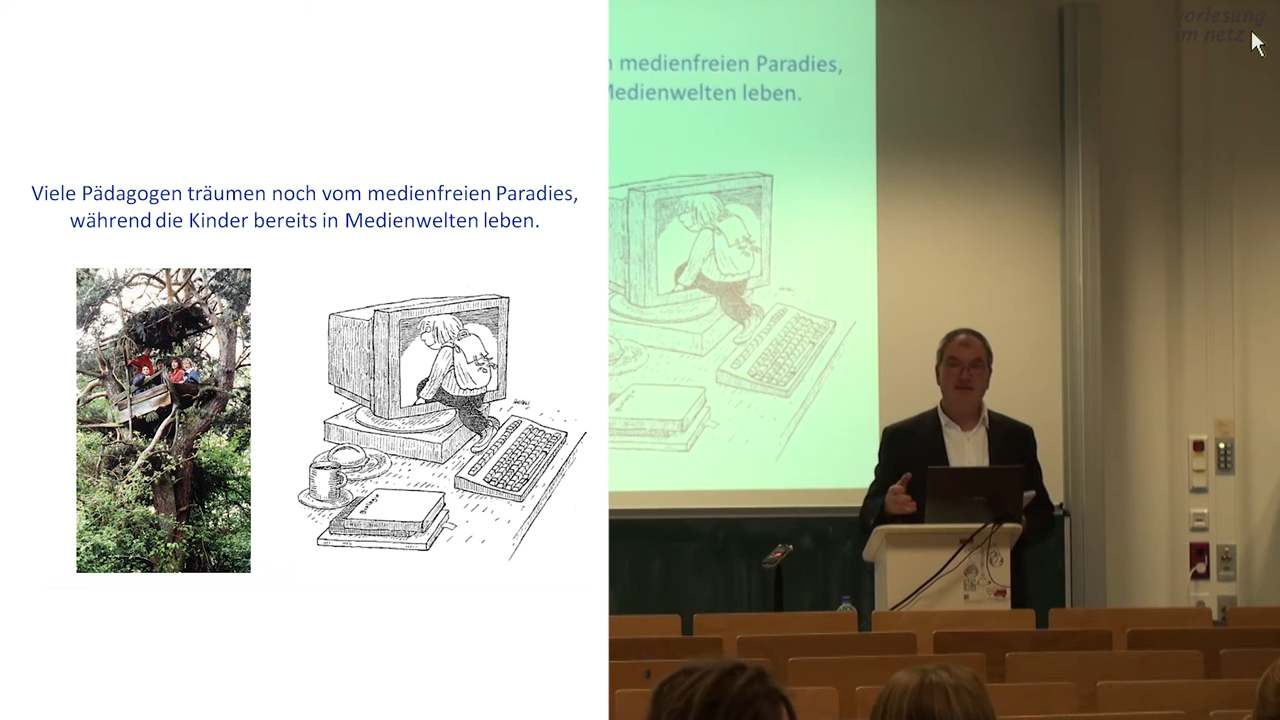 Viele Pädagogen träumen noch vom medienfreien Paradies,
während die Kinder bereits in Medienwelten leben.
medienfreien Paradies,
Medienwelten leben.
vorlesung
im netz